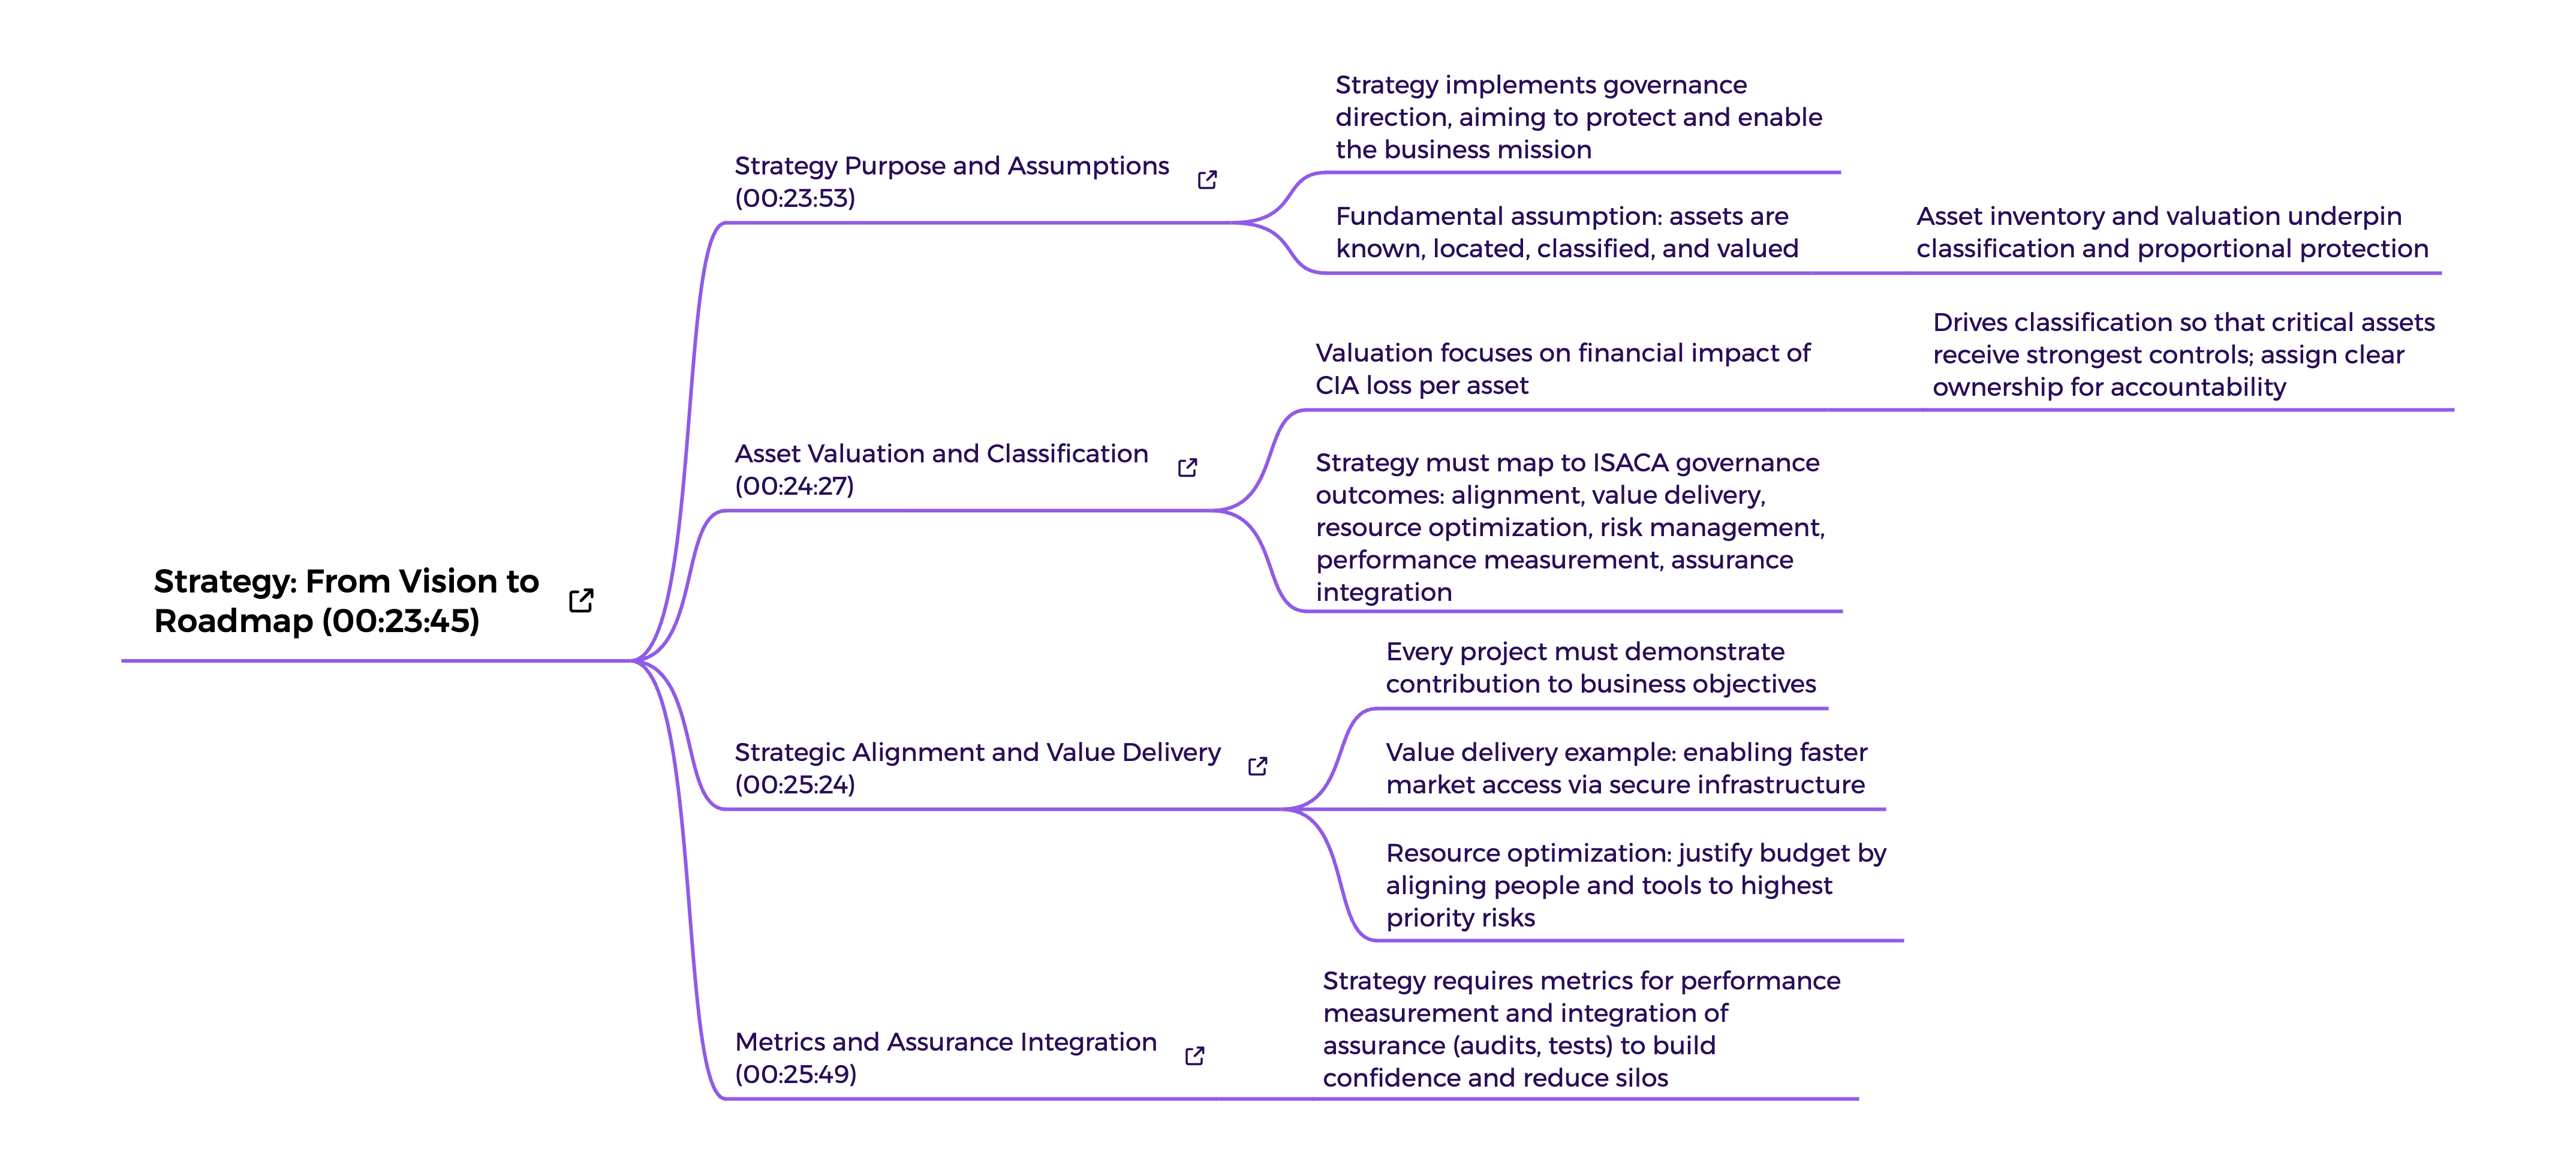 Strategy: From Vision to
Roadmap (00:23:45)
Strategy Purpose and Assumptions
(00:23:53)
Strategy implements governance
direction, aiming to protect and enable
the business mission
Fundamental assumption: assets are
known, located, classified, and valued
Asset inventory and valuation underpin
classification and proportional protection
Asset Valuation and Classification
(00:24:27)
Valuation focuses on financial impact of
CIA loss per asset
Drives classification so that critical assets
receive strongest controls; assign clear
ownership for accountability
Strategy must map to ISACA governance
outcomes: alignment, value delivery,
resource optimization, risk management,
performance measurement, assurance
integration
Strategic Alignment and Value Delivery
(00:25:24)
Every project must demonstrate
contribution to business objectives
Value delivery example: enabling faster
market access via secure infrastructure
Resource optimization: justify budget by
aligning people and tools to highest
priority risks
Metrics and Assurance Integration
(00:25:49)
Strategy requires metrics for performance
measurement and integration of
assurance (audits, tests) to build
confidence and reduce silos